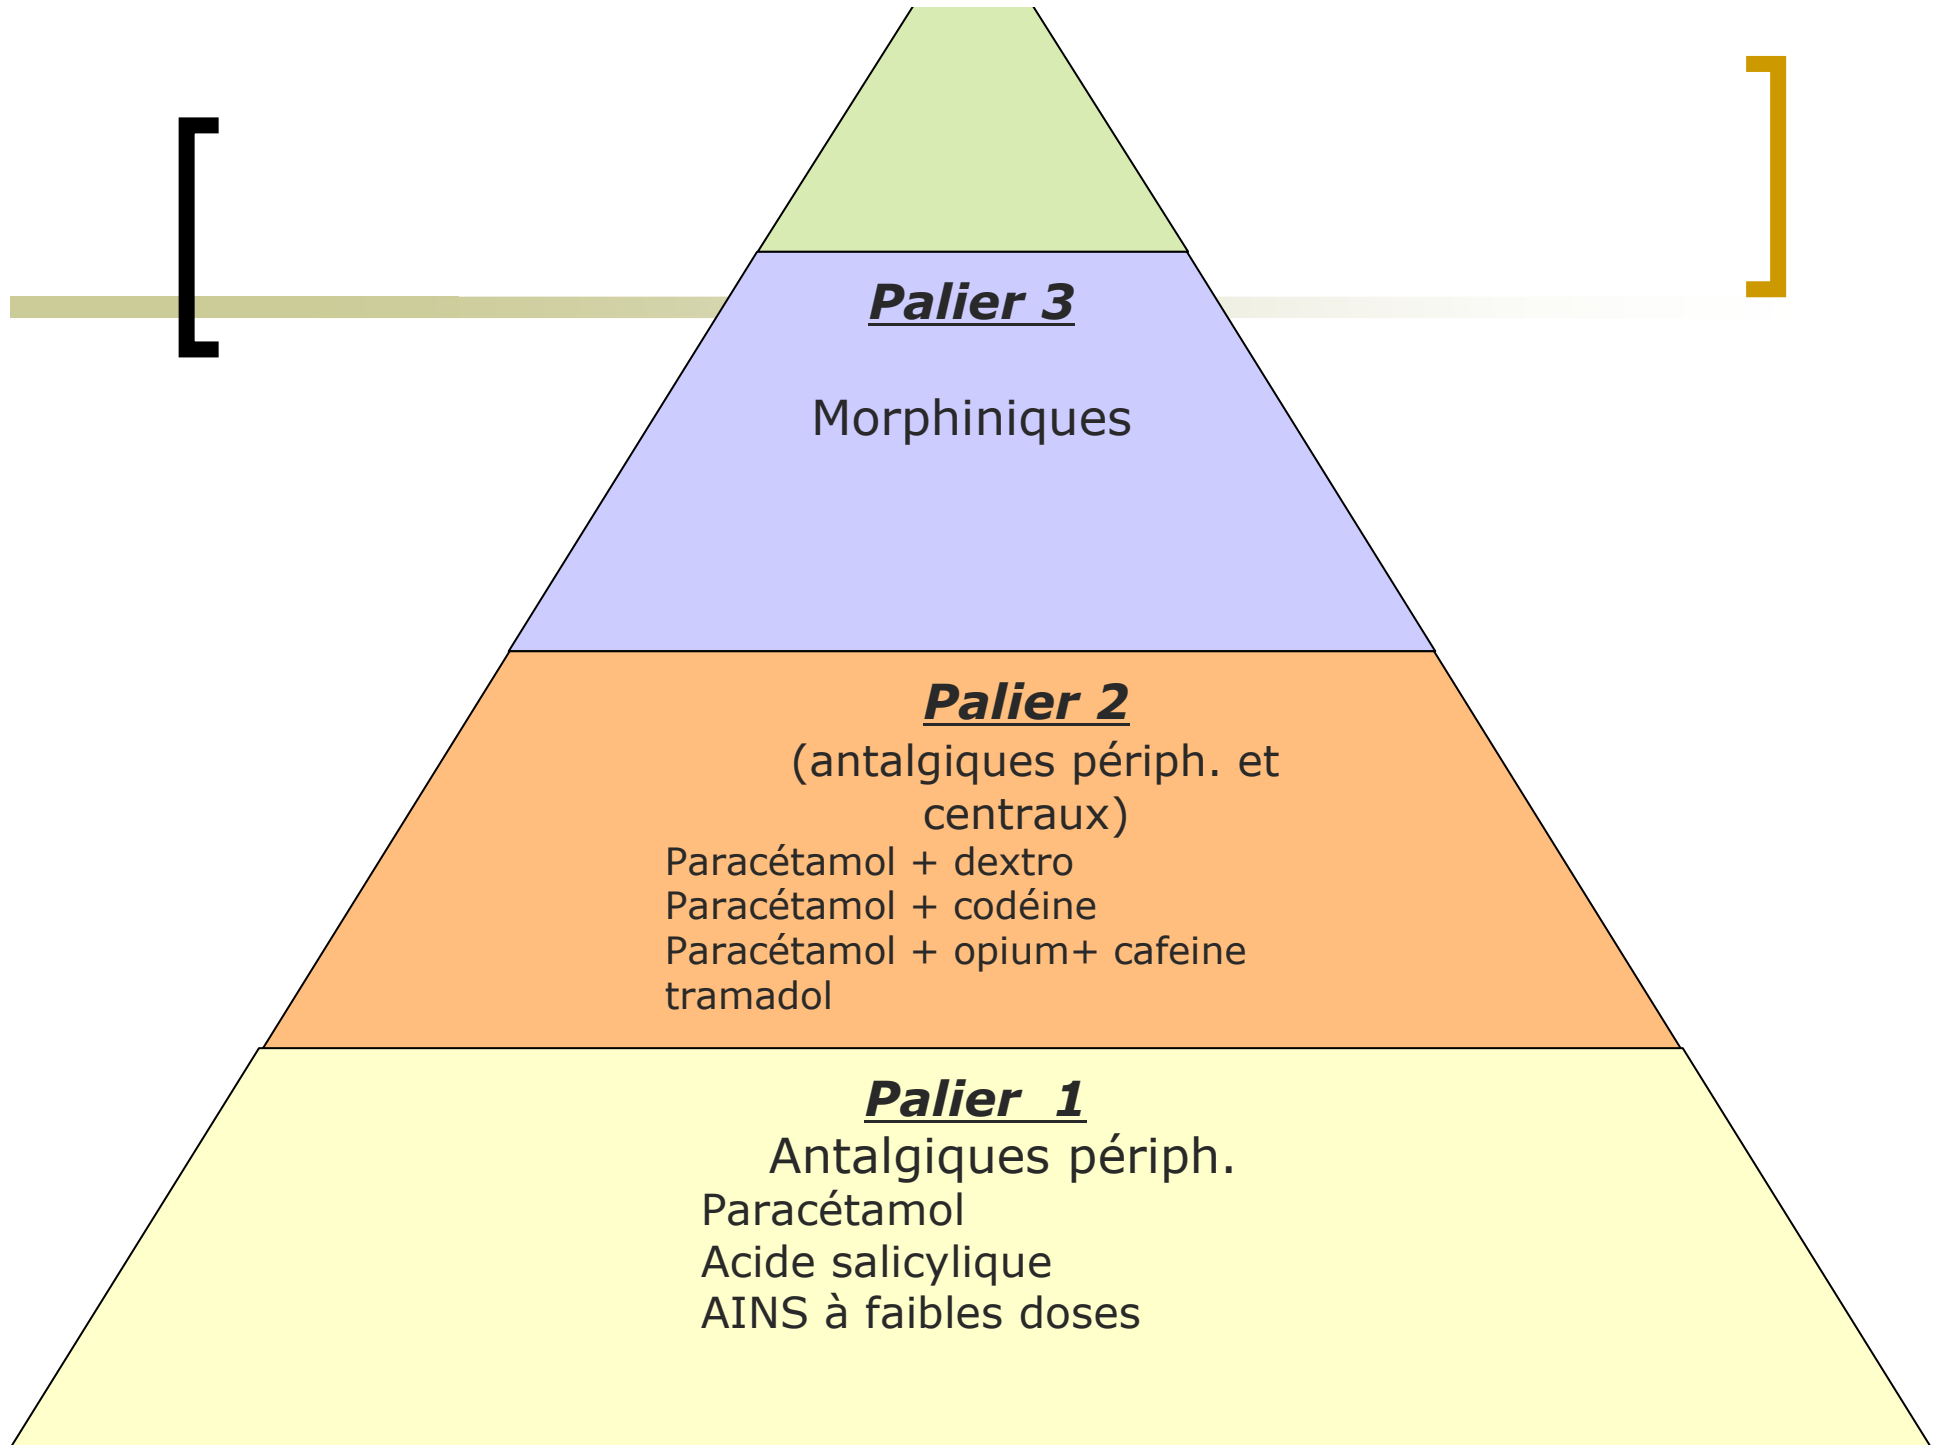 Palier 3
Morphiniques
Palier 2
(antalgiques périph. et
centraux)
Paracétamol + dextro
Paracétamol + codéine
Paracétamol + opium+ cafeine
tramadol
Palier  1
Antalgiques périph.
Paracétamol
Acide salicylique
AINS à faibles doses